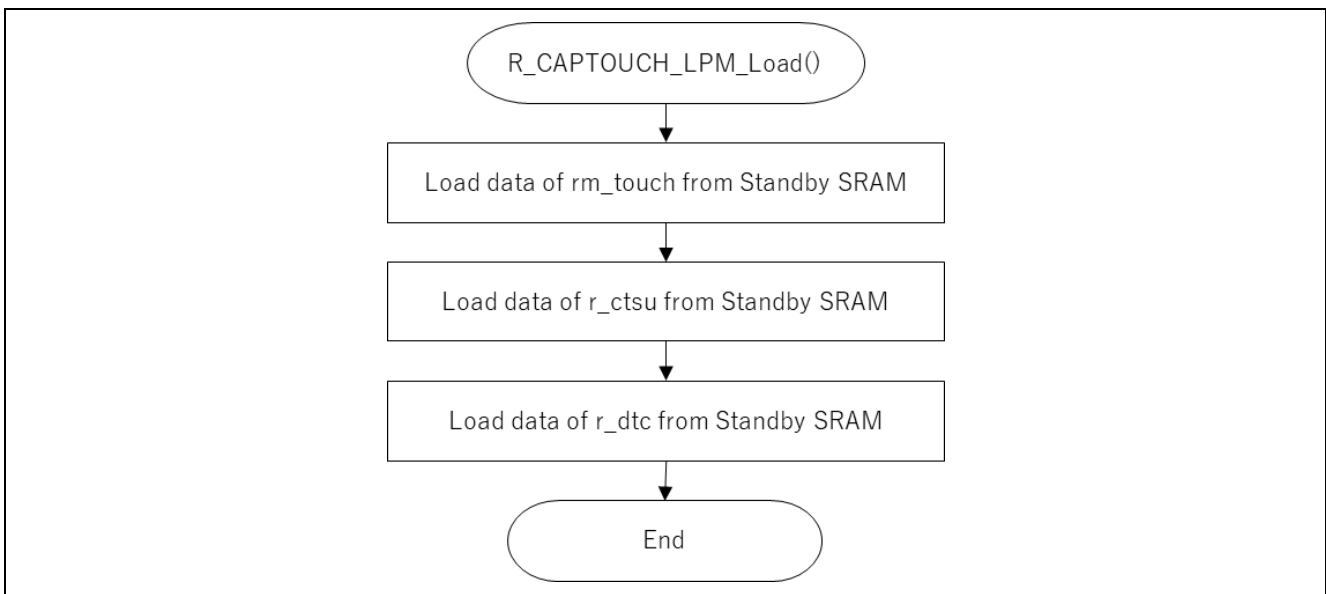 R_CAPTOUCH_LPM_Load()
Load data of rm_touch from Standby SRAM
Load data of r_ctsu from Standby SRAM
Load data of r_dtc from Standby SRAM
End